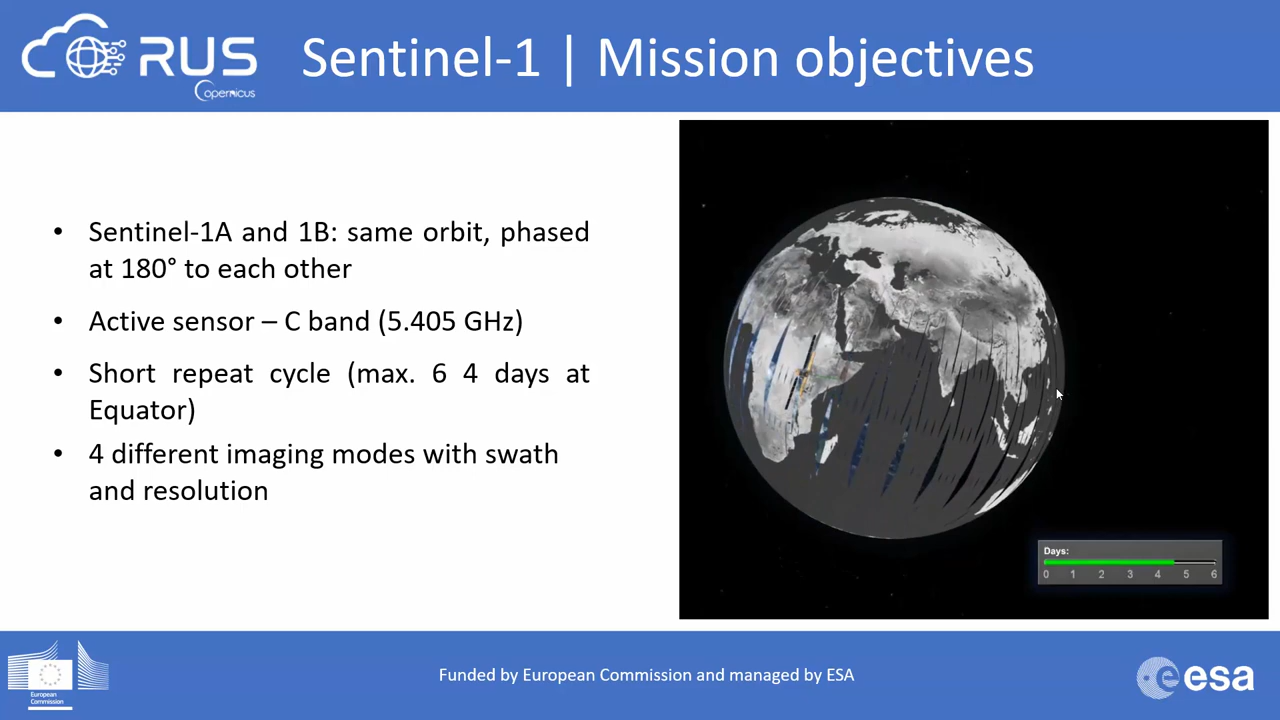 RUS
Copernicus
Sentinel-1 | Mission objectives
• Sentinel-1A and 1B: same orbit, phased
at 180° to each other
• Active sensor – C band (5.405 GHz)
• Short repeat cycle (max. 6 4 days at
Equator)
• 4 different imaging modes with swath
and resolution
Days:
0 1 2 3 4 5 6
European
Commission
Funded by European Commission and managed by ESA
esa